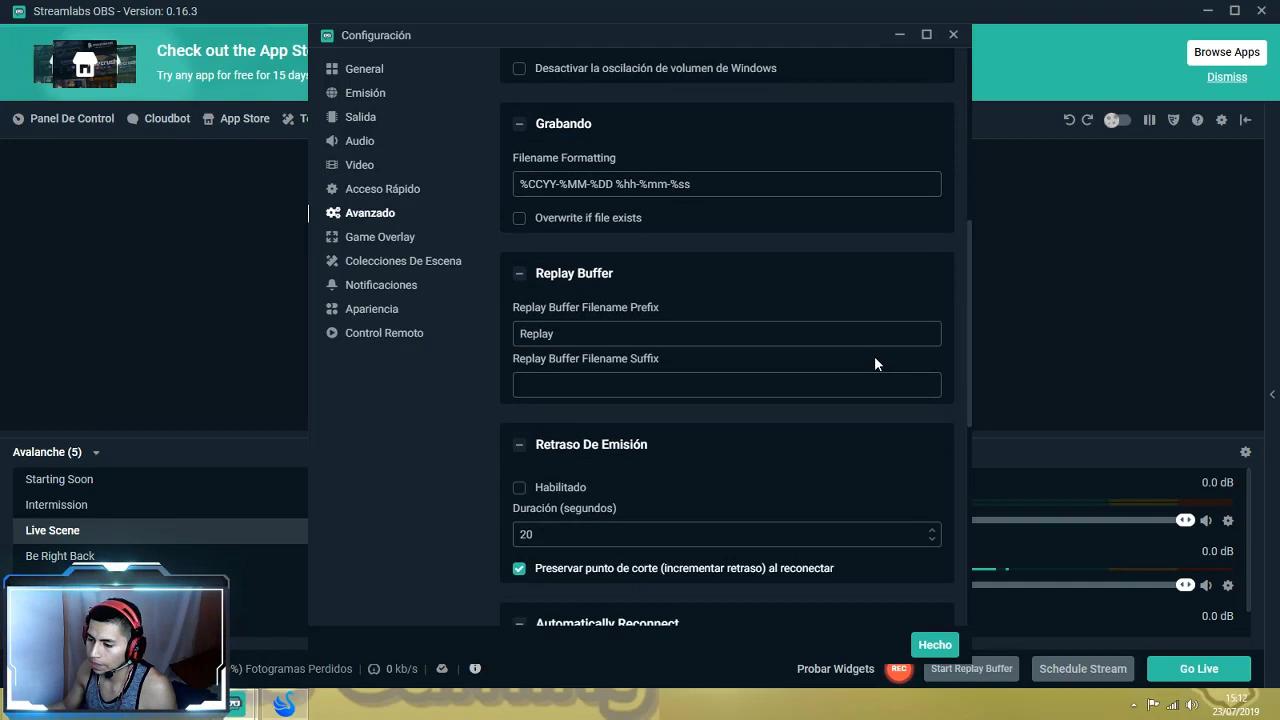 Streamlabs OBS - Version: 0.16.3
Check out the App Sto
Try any app for free for 15 days
Browse Apps
Dismiss
Panel De Control
Cloudbot
App Store
Configuración
General
Emisión
Salida
Audio
Video
Acceso Rápido
Avanzado
Game Overlay
Colecciones De Escena
Notificaciones
Apariencia
Control Remoto
Desactivar la oscilación de volumen de Windows
Grabando
Filename Formatting
%CCYY-%MM-%DD %hh-%mm-%ss
Overwrite if file exists
Replay Buffer
Replay Buffer Filename Prefix
Replay
Replay Buffer Filename Suffix
Retraso De Emisión
Habilitado
Duración (segundos)
20
Preservar punto de corte (incrementar retraso) al reconectar
Automatically Reconnect
Hecho
Avalanche (5)
Starting Soon
Intermission
Live Scene
Be Right Back
0.0 dB
0.0 dB
0.0 dB
%) Fotogramas Perdidos
0 kb/s
Probar Widgets
REC
Start Replay Buffer
Schedule Stream
Go Live
15:12
23/07/2019